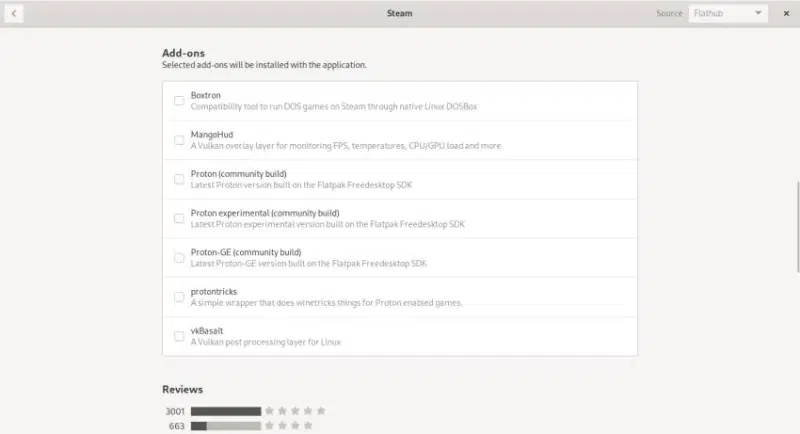 Steam
Source Flathub
Add-ons
Selected add-ons will be installed with the application.
Boxtron
Compatibility tool to run DOS games on Steam through native Linux DOSBox
MangoHud
A Vulkan overlay layer for monitoring FPS, temperatures, CPU/GPU load and more
Proton (community build)
Latest Proton version built on the Flatpak Freedesktop SDK
Proton experimental (community build)
Latest Proton experimental version built on the Flatpak Freedesktop SDK
Proton-GE (community build)
Latest Proton-GE version built on the Flatpak Freedesktop SDK
protontricks
A simple wrapper that does winetricks things for Proton enabled games.
vkBasalt
A Vulkan post processing layer for Linux
Reviews
3001
663